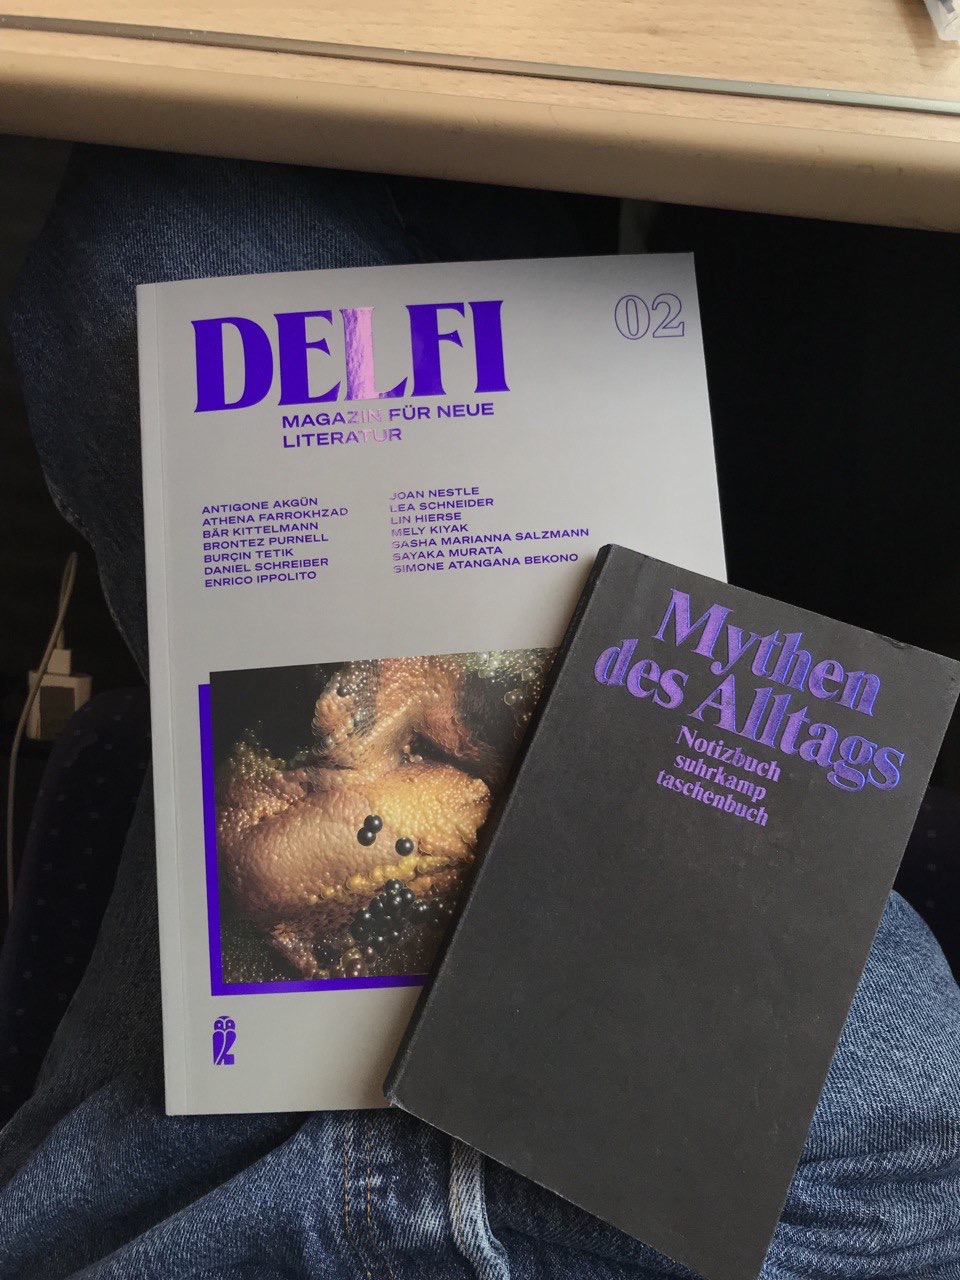 DELFI
02
MAGAZIN FÜR NEUE
LITERATUR
ANTIGONE AKGÜN
ATHENA FARROKHZAD
BÄR KITTELMANN
BRONTEZ PURNELL
BURÇIN TETIK
DANIEL SCHREIBER
ENRICO IPPOLITO
JOAN NESTLE
LEA SCHNEIDER
LIN HIERSE
MELY KIYAK
SASHA MARIANNA SALZMANN
SAYAKA MURATA
SIMONE ATANGANA BEKONO
Mythen
des Alltags
Notizbuch
suhrkamp
taschenbuch